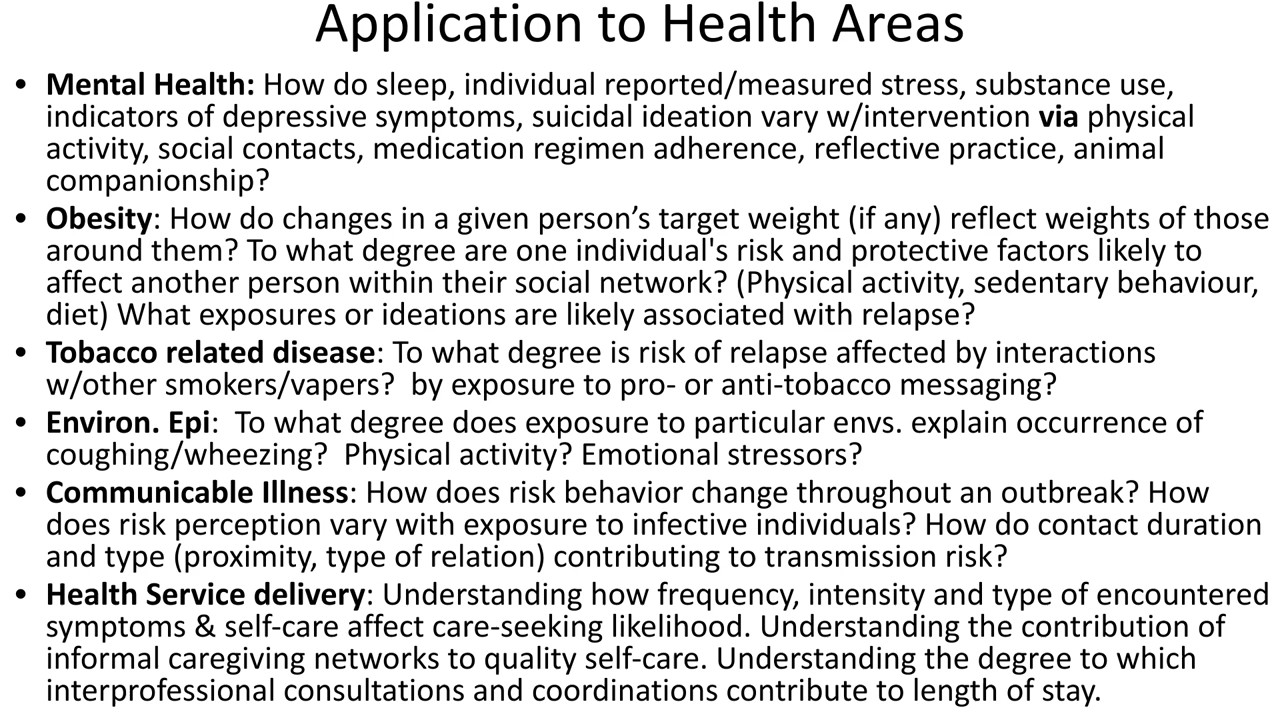 Application to Health Areas
• Mental Health: How do sleep, individual reported/measured stress, substance use,
indicators of depressive symptoms, suicidal ideation vary w/intervention via physical
activity, social contacts, medication regimen adherence, reflective practice, animal
companionship?
• Obesity: How do changes in a given person’s target weight (if any) reflect weights of those
around them? To what degree are one individual's risk and protective factors likely to
affect another person within their social network? (Physical activity, sedentary behaviour,
diet) What exposures or ideations are likely associated with relapse?
• Tobacco related disease: To what degree is risk of relapse affected by interactions
w/other smokers/vapers?  by exposure to pro- or anti-tobacco messaging?
• Environ. Epi:  To what degree does exposure to particular envs. explain occurrence of
coughing/wheezing?  Physical activity? Emotional stressors?
• Communicable Illness: How does risk behavior change throughout an outbreak? How
does risk perception vary with exposure to infective individuals? How do contact duration
and type (proximity, type of relation) contributing to transmission risk?
• Health Service delivery: Understanding how frequency, intensity and type of encountered
symptoms & self-care affect care-seeking likelihood. Understanding the contribution of
informal caregiving networks to quality self-care. Understanding the degree to which
interprofessional consultations and coordinations contribute to length of stay.